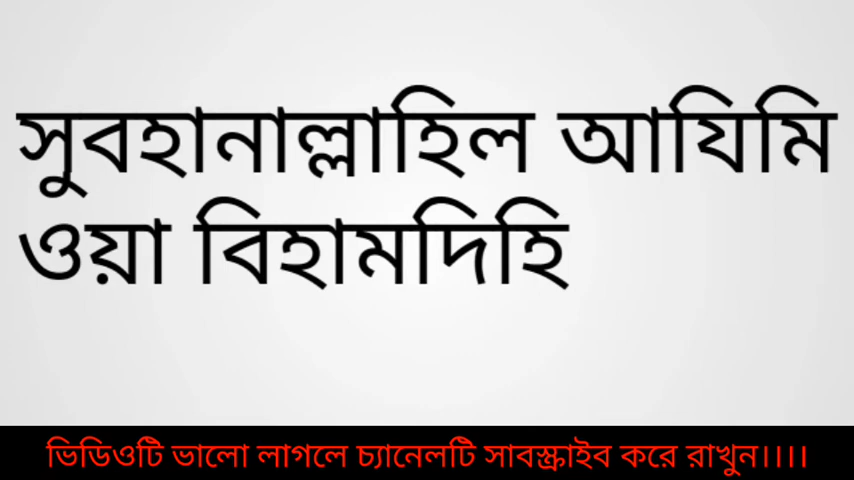 সুবহানাল্লাহিল আযিমি
ওয়া বিহামদিহি
ভিডিওটি ভালো লাগলে চ্যানেলটি সাবস্ক্রাইব করে রাখুন।।।।